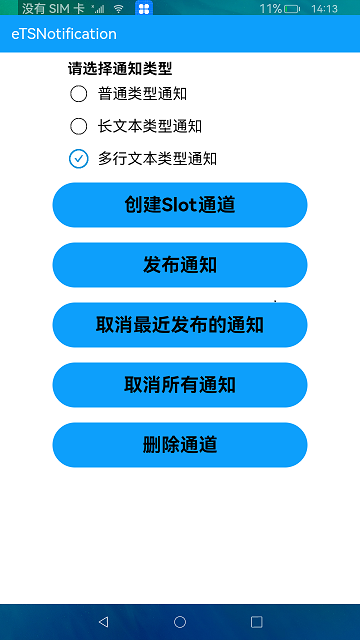 没有 SIM 卡 11% 14:13
eTSNotification
请选择通知类型
普通类型通知
长文本类型通知
多行文本类型通知
创建Slot通道
发布通知
取消最近发布的通知
取消所有通知
删除通道